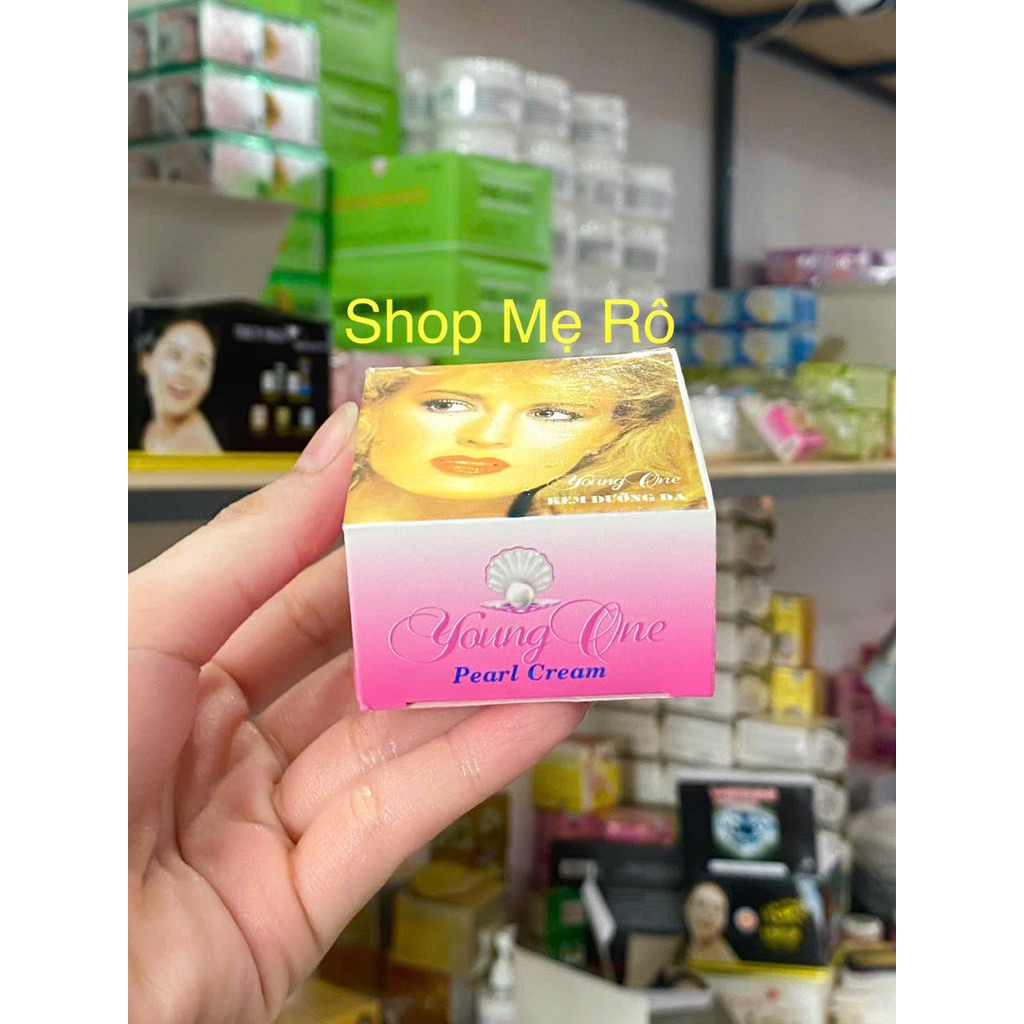 Shop Mẹ Rô
Young One
KEM DƯỠNG DA
Young One
Pearl Cream